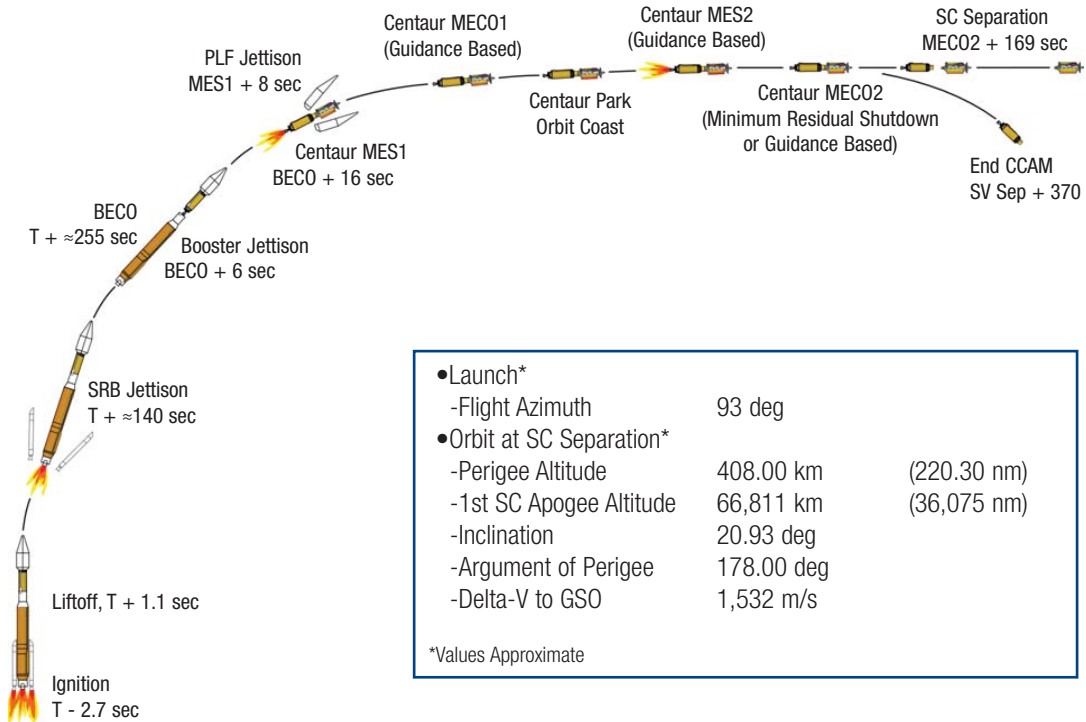 Centaur MECO1
(Guidance Based)
Centaur MES2
(Guidance Based)
SC Separation
MECO2 + 169 sec
PLF Jettison
MES1 + 8 sec
Centaur Park
Orbit Coast
Centaur MECO2
(Minimum Residual Shutdown
or Guidance Based)
Centaur MES1
BECO + 16 sec
End CCAM
SV Sep + 370
BECO
T + ≈255 sec
Booster Jettison
BECO + 6 sec
SRB Jettison
T + ≈140 sec
Liftoff, T + 1.1 sec
Ignition
T - 2.7 sec
•Launch*
-Flight Azimuth 93 deg
•Orbit at SC Separation*
-Perigee Altitude 408.00 km (220.30 nm)
-1st SC Apogee Altitude 66,811 km (36,075 nm)
-Inclination 20.93 deg
-Argument of Perigee 178.00 deg
-Delta-V to GSO 1,532 m/s
*Values Approximate